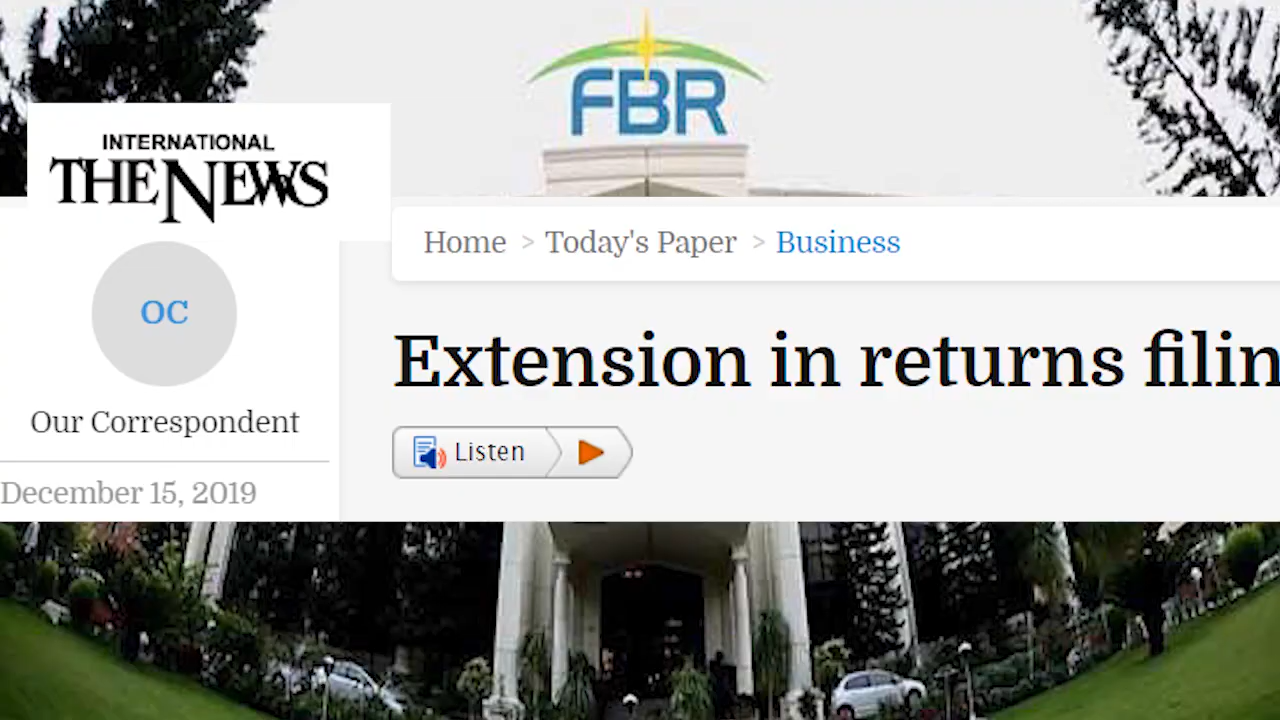 FBR
INTERNATIONAL
THE NEWS
Home > Today's Paper > Business
OC
Extension in returns filin
Our Correspondent
Listen
December 15, 2019